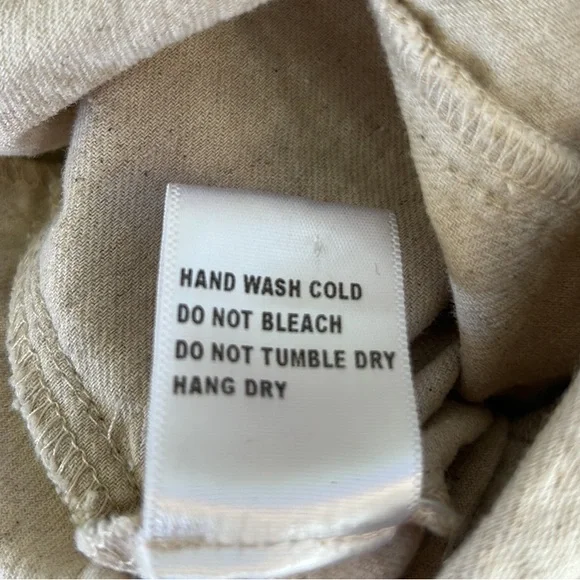 HAND WASH COLD
DO NOT BLEACH
DO NOT TUMBLE DRY
HANG DRY